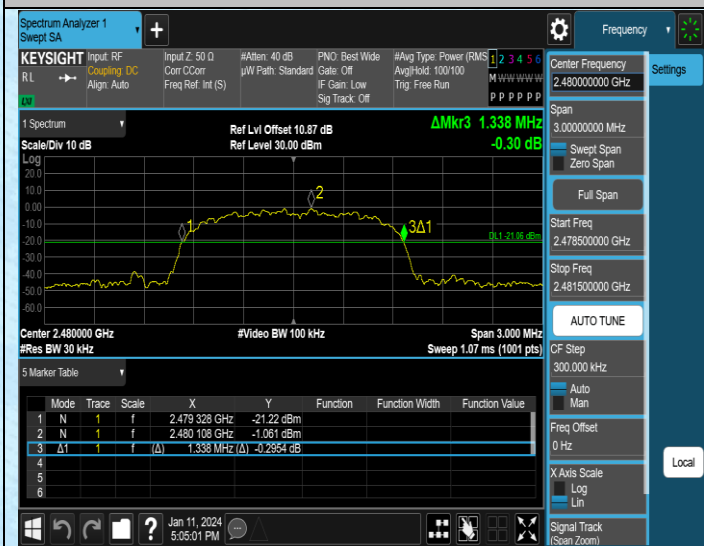 Spectrum Analyzer 1
Swept SA
+
Frequency
KEYSIGHT
RL
LXI
Input: RF
Coupling: DC
Align: Auto
Input Z: 50 Ω
Corr CCorr
Freq Ref: Int (S)
#Atten: 40 dB
µW Path: Standard
PNO: Best Wide
Gate: Off
IF Gain: Low
Sig Track: Off
#Avg Type: Power (RMS
Avg|Hold: 100/100
Trig: Free Run
1 2 3 4 5 6
M W W W W W
P P P P P P
1 Spectrum
Scale/Div 10 dB
Ref Lvl Offset 10.87 dB
Ref Level 30.00 dBm
ΔMkr3 1.338 MHz
-0.30 dB
Log
20.0
10.0
0.00
-10.0
-20.0
-30.0
-40.0
-50.0
-60.0
1
2
3Δ1
DL1 -21.06 dBm
Center 2.480000 GHz
#Res BW 30 kHz
#Video BW 100 kHz
Span 3.000 MHz
Sweep 1.07 ms (1001 pts)
5 Marker Table
Mode Trace Scale X Y Function Function Width Function Value
1 N 1 f 2.479 328 GHz -21.22 dBm
2 N 1 f 2.480 108 GHz -1.061 dBm
3 Δ1 1 f (Δ) 1.338 MHz (Δ) -0.2954 dB
4
5
6
Jan 11, 2024
5:05:01 PM
?
Center Frequency
2.480000000 GHz
Settings
Span
3.00000000 MHz
Swept Span
Zero Span
Full Span
Start Freq
2.478500000 GHz
Stop Freq
2.481500000 GHz
AUTO TUNE
CF Step
300.000 kHz
Auto
Man
Freq Offset
0 Hz
X Axis Scale
Log
Lin
Signal Track
(Span Zoom)
Local